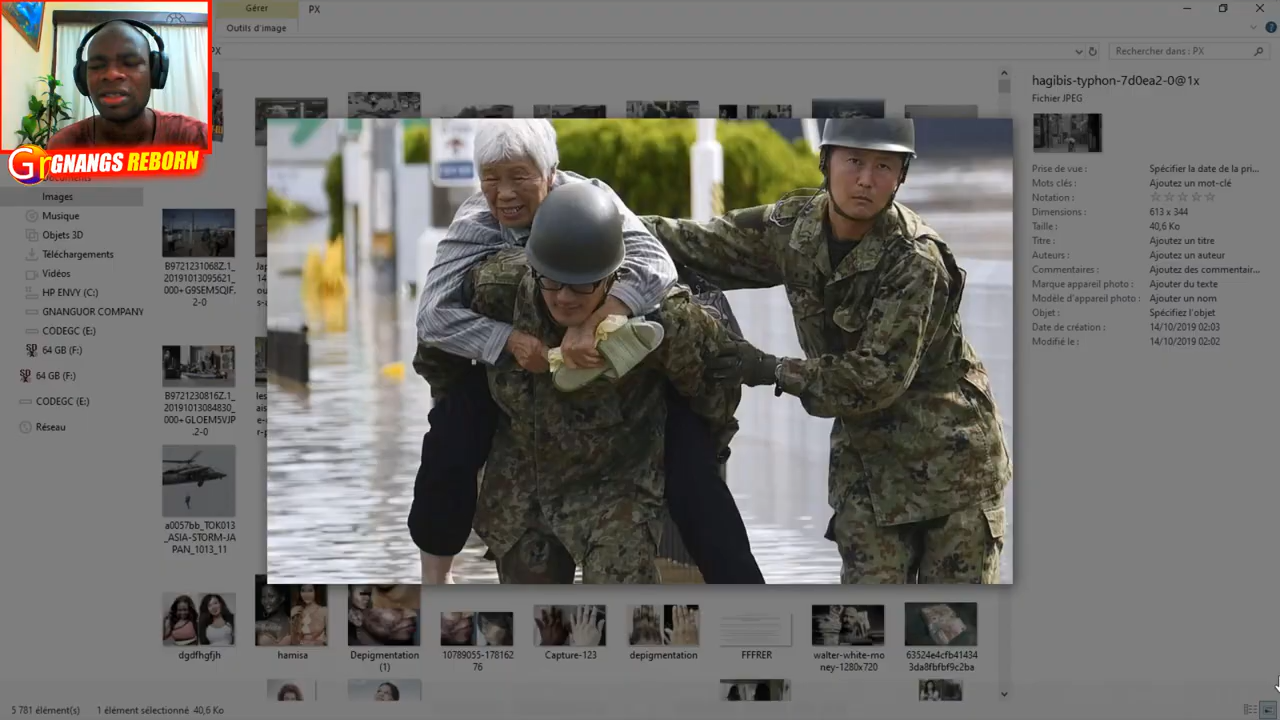 Gérer
PX
Outils d'image
PX
Rechercher dans : PX
hagibis-typhon-7d0ea2-0@1x
Fichier JPEG
Gr GNANGS REBORN
Documents
Images
Musique
Objets 3D
Téléchargements
Vidéos
HP ENVY (C:)
GNANGUOR COMPANY
CODEGC (E:)
64 GB (F:)
64 GB (F:)
CODEGC (E:)
Réseau
Prise de vue : Spécifier la date de la pri...
Mots clés : Ajoutez un mot-clé
Notation :
Dimensions : 613 x 344
Taille : 40,6 Ko
Titre : Ajoutez un titre
Auteurs : Ajoutez un auteur
Commentaires : Ajoutez des commentair...
Marque appareil photo : Ajouter du texte
Modèle d'appareil photo : Ajoutez un nom
Objet : Spécifiez l'objet
Date de création : 14/10/2019 02:03
Modifié le : 14/10/2019 02:02
B9721231068Z.1_
20191013095621_
000+G9SEM5QJF.
2-0
B9721230816Z.1_
20191013084830_
000+GLOEM5VJP
.2-0
a0057bb_TOK013
_ASIA-STORM-JA
PAN_1013_11
dgdfhgfjh
hamisa
Depigmentation
(1)
10789055-178162
76
Capture-123
depigmentation
FFFRER
walter-white-mo
ney-1280x720
63524e4cfb41434
3da8fbfbf9c2ba
5 781 élément(s)
1 élément sélectionné 40,6 Ko